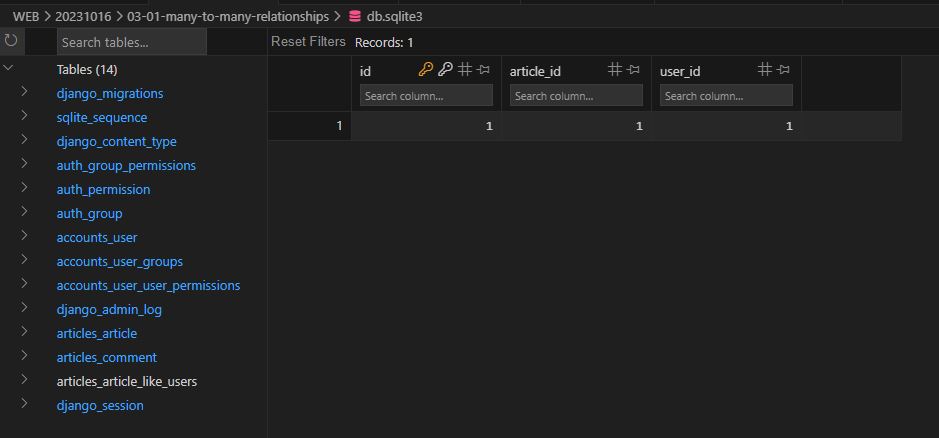 WEB > 20231016 > 03-01-many-to-many-relationships > db.sqlite3
Search tables...
Reset Filters Records: 1
Tables (14)
django_migrations
sqlite_sequence
django_content_type
auth_group_permissions
auth_permission
auth_group
accounts_user
accounts_user_groups
accounts_user_user_permissions
django_admin_log
articles_article
articles_comment
articles_article_like_users
django_session
id article_id user_id
Search column... Search column... Search column...
1 1 1 1